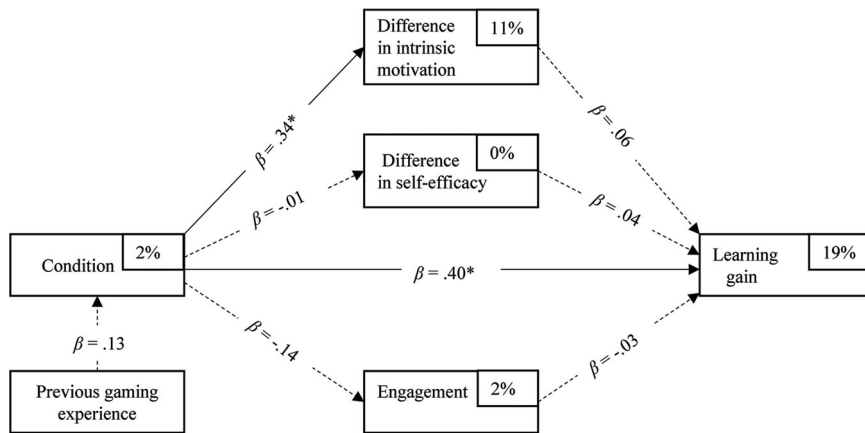 Difference
in intrinsic
motivation
11%
β = .34*
β = .06
Difference
in self-efficacy
0%
β = -.01
β = .04
Condition
2%
β = .40*
Learning
gain
19%
β = .13
β = -.14
β = -.03
Previous gaming
experience
Engagement
2%